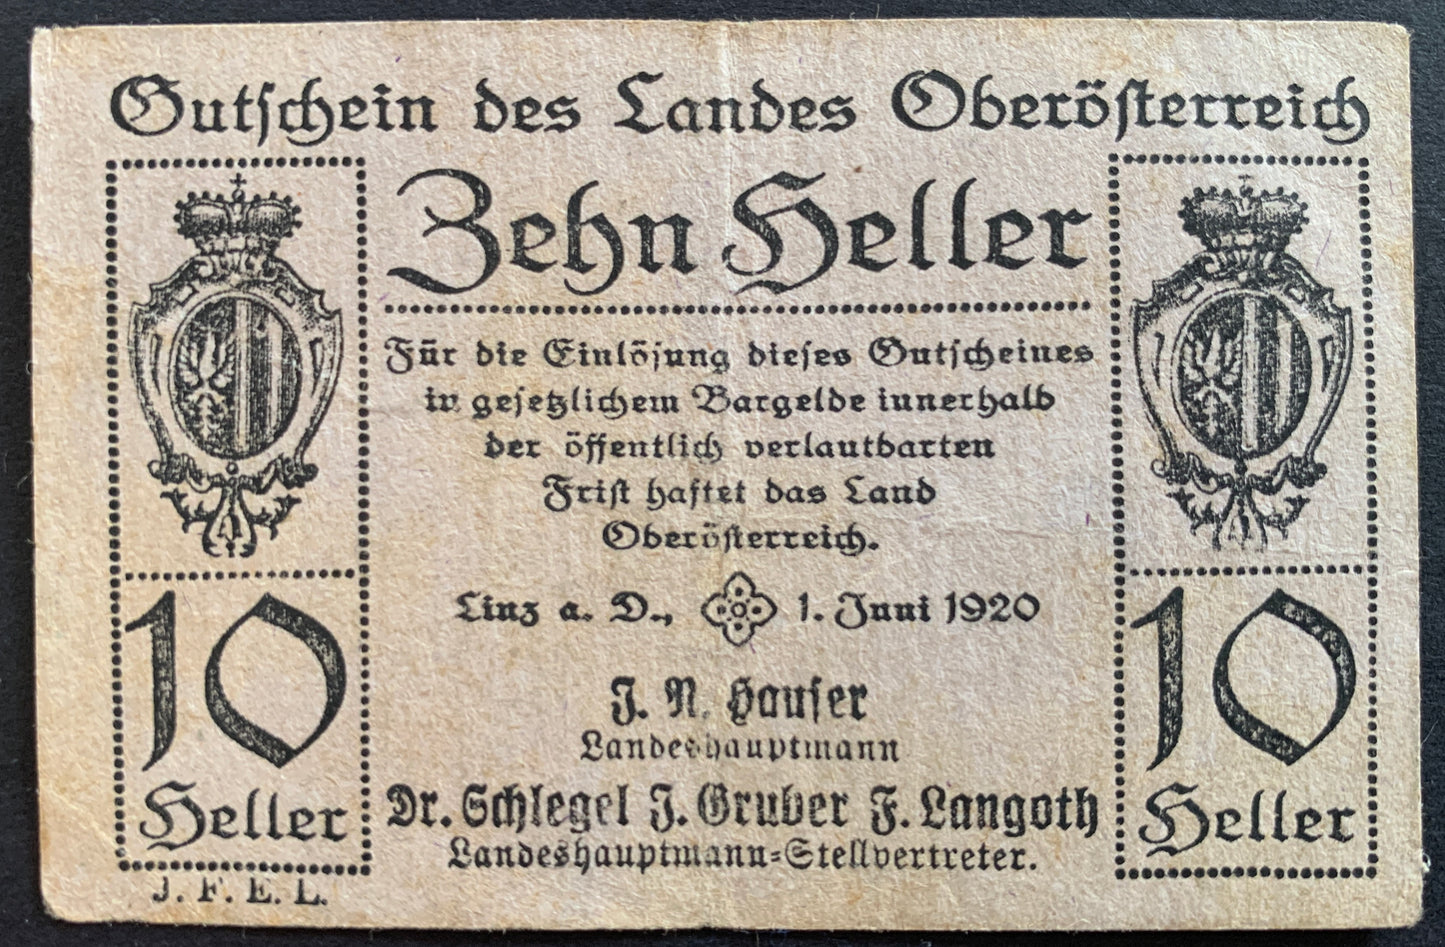 Gutschein des Landes Oberösterreich
Zehn Heller
Für die Einlösung dieses Gutscheines
in gesetzlichem Bargelde innerhalb
der öffentlich verlautbarten
Frist haftet das Land
Oberösterreich.
Linz a. D., 1. Juni 1920
J. N. Hauser
Landeshauptmann
Dr. Schlegel J. Gruber F. Langoth
Landeshauptmann=Stellvertreter.
10
Heller
10
Heller
J. F. E. L.